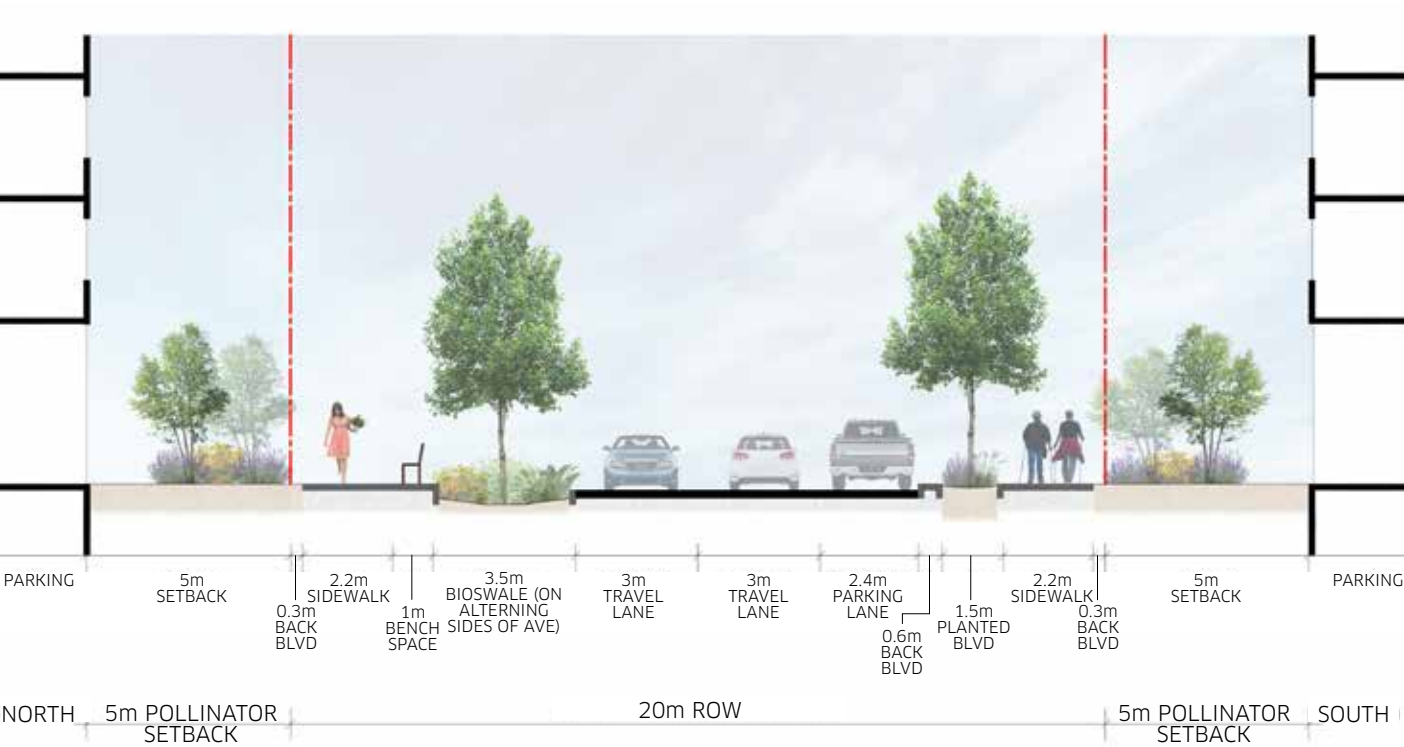 PARKING
5m
SETBACK
0.3m
BACK
BLVD
2.2m
SIDEWALK
1m
BENCH
SPACE
3.5m
BIOSWALE (ON
ALTERNING
SIDES OF AVE)
3m
TRAVEL
LANE
3m
TRAVEL
LANE
2.4m
PARKING
LANE
0.6m
BACK
BLVD
1.5m
PLANTED
BLVD
2.2m
SIDEWALK
0.3m
BACK
BLVD
5m
SETBACK
PARKING
NORTH
5m POLLINATOR
SETBACK
20m ROW
5m POLLINATOR
SETBACK
SOUTH